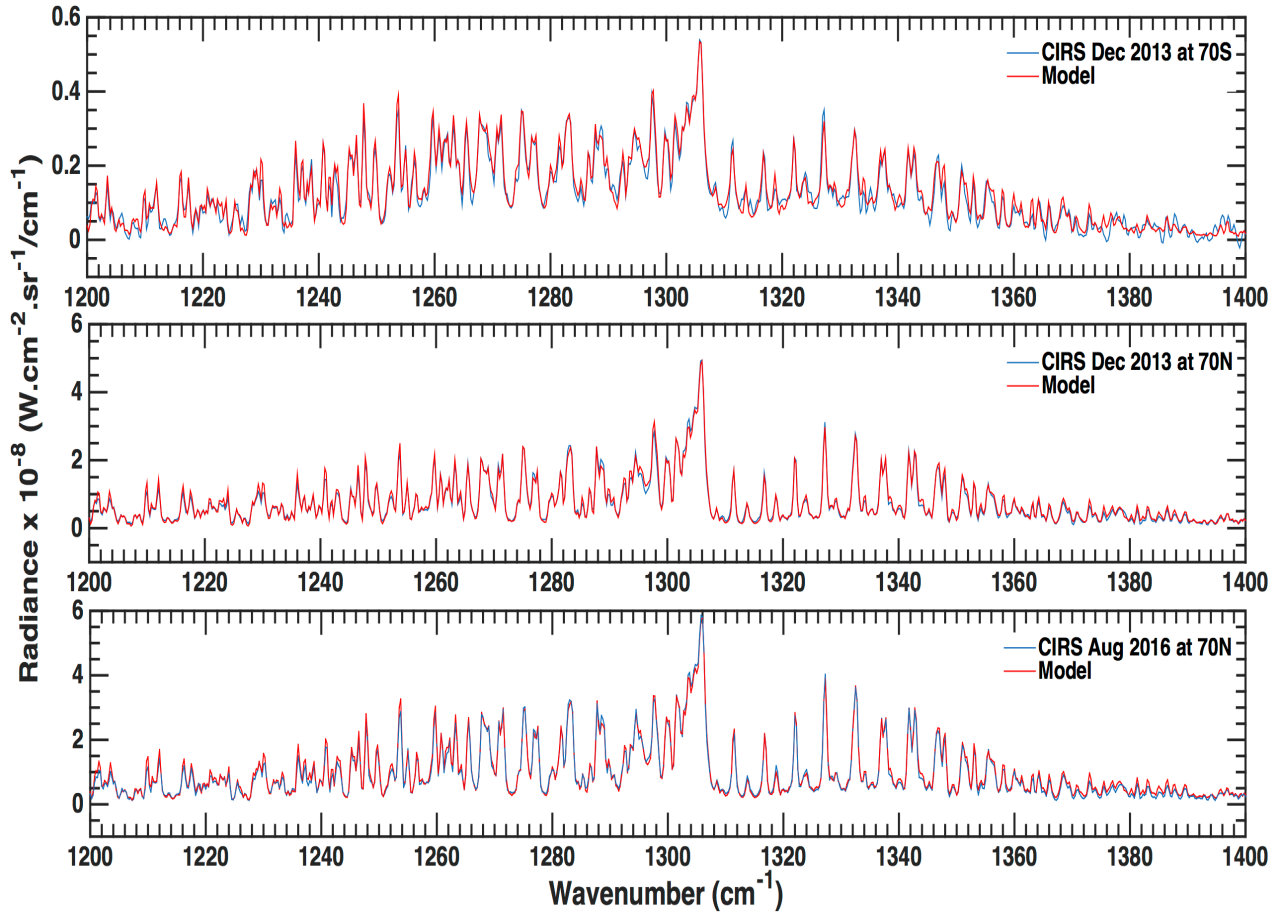 Radiance x 10-8 (W.cm-2.sr-1/cm-1)
0.6
0.4
0.2
0
CIRS Dec 2013 at 70S
Model
1200 1220 1240 1260 1280 1300 1320 1340 1360 1380 1400
6
4
2
0
CIRS Dec 2013 at 70N
Model
1200 1220 1240 1260 1280 1300 1320 1340 1360 1380 1400
6
4
2
0
CIRS Aug 2016 at 70N
Model
1200 1220 1240 1260 1280 1300 1320 1340 1360 1380 1400
Wavenumber (cm-1)